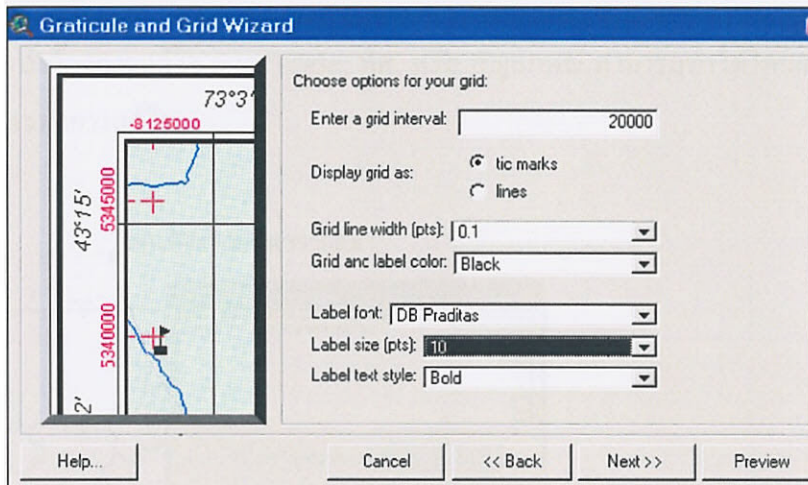 Graticule and Grid Wizard
73°3'
-8125000
43°15'
5345000
5340000
2'
Choose options for your grid:
Enter a grid interval: 20000
Display grid as:
tic marks
lines
Grid line width (pts): 0.1
Grid and label color: Black
Label font: DB Praditas
Label size (pts): 10
Label text style: Bold
Help...
Cancel
<< Back
Next >>
Preview